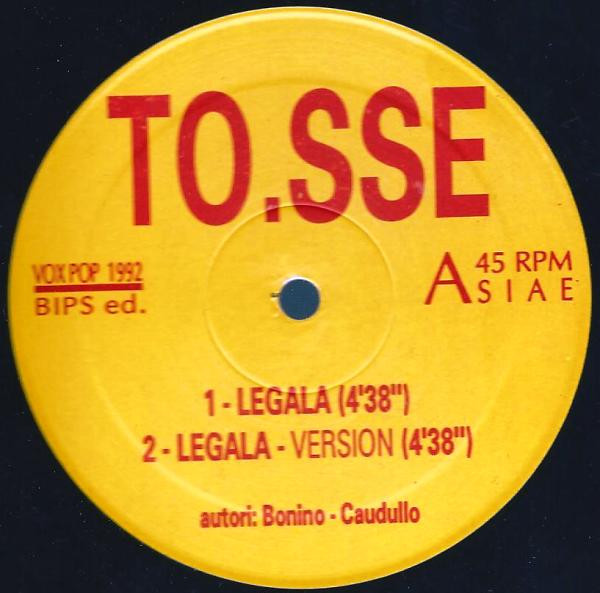 TO.SSE
VOX POP 1992
BIPS ed.
A 45 RPM
SIAE
1 - LEGALA (4'38")
2 - LEGALA - VERSION (4'38")
autori: Bonino - Caudullo